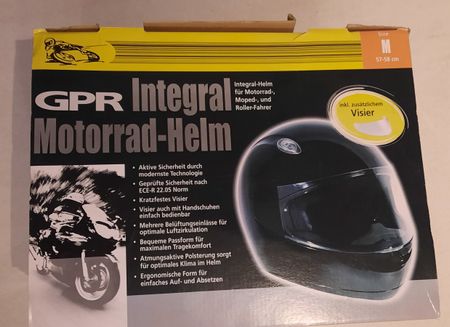 Size
M
57-58 cm
GPR Integral
Motorrad-Helm
Integral-Helm
für Motorrad-,
Moped-, und
Roller-Fahrer
inkl. zusätzlichem
Visier
• Aktive Sicherheit durch
modernste Technologie
• Geprüfte Sicherheit nach
ECE-R 22.05 Norm
• Kratzfestes Visier
• Visier auch mit Handschuhen
einfach bedienbar
• Mehrere Belüftungseinlässe für
optimale Luftzirkulation
• Bequeme Passform für
maximalen Tragekomfort
• Atmungsaktive Polsterung sorgt
für optimales Klima im Helm
• Ergonomische Form für
einfaches Auf- und Absetzen